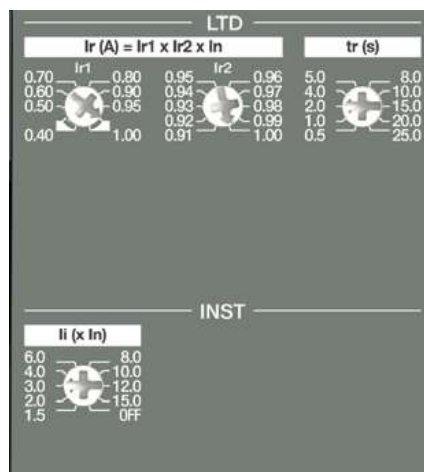 LTD
Ir (A) = Ir1 x Ir2 x In
tr (s)
Ir1
Ir2
0.70 0.80 0.95 0.96 5.0 8.0
0.60 0.90 0.94 0.97 4.0 10.0
0.50 0.95 0.93 0.98 2.0 15.0
0.92 0.99 1.0 20.0
0.40 1.00 0.91 1.00 0.5 25.0
INST
Ii (x In)
6.0 8.0
4.0 10.0
3.0 12.0
2.0 15.0
1.5 OFF